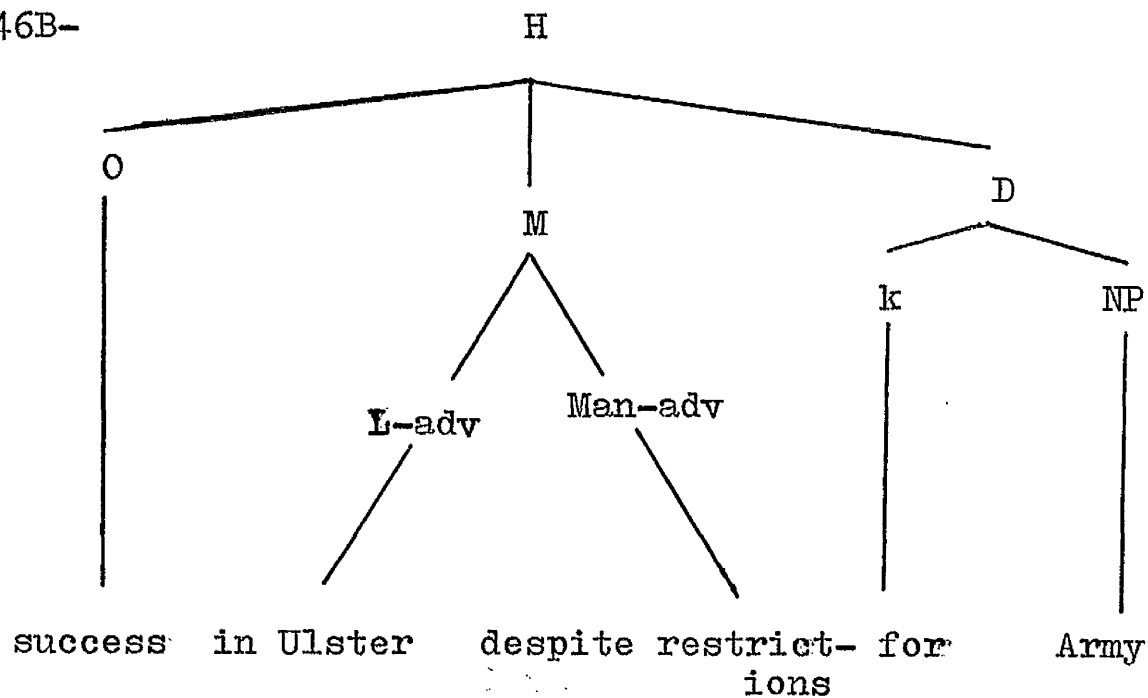 46B-
H
O
D
M
k NP
L-adv Man-adv
success in Ulster despite restrict- for Army
ions